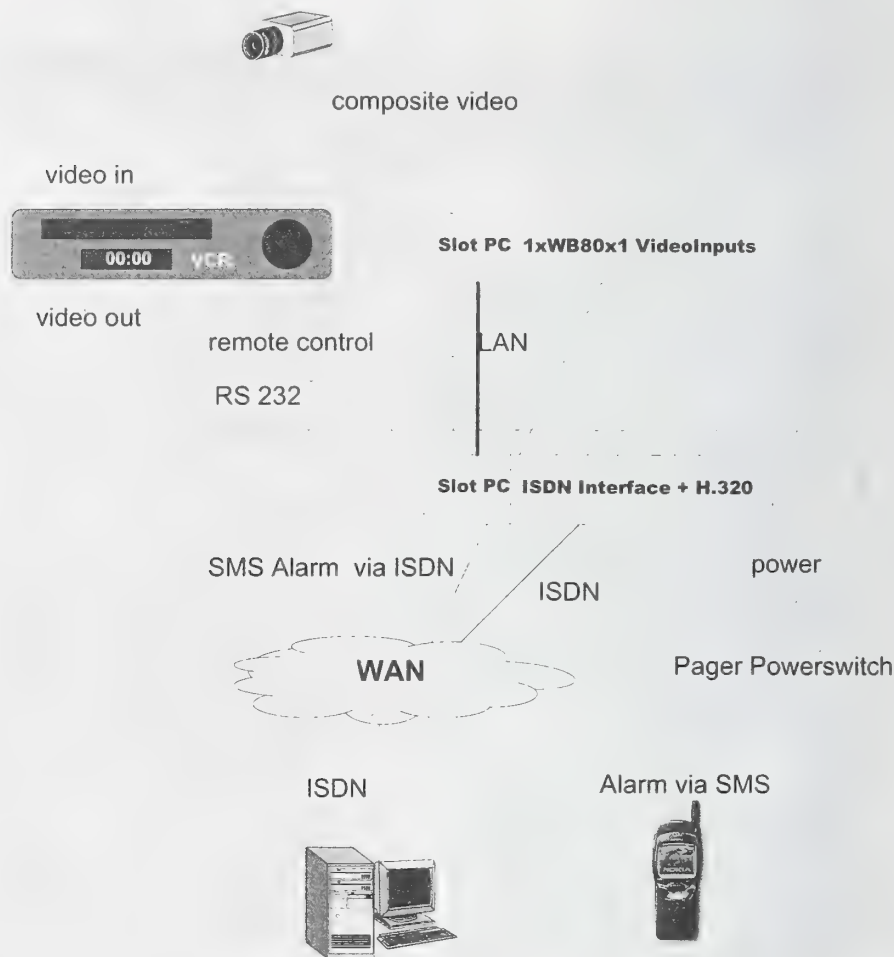 composite video
video in
00:00 VCR
video out
Slot PC 1xWB80x1 VideoInputs
remote control
LAN
RS 232
Slot PC ISDN Interface + H.320
SMS Alarm via ISDN
power
ISDN
WAN
Pager Powerswitch
ISDN
Alarm via SMS
NOKIA